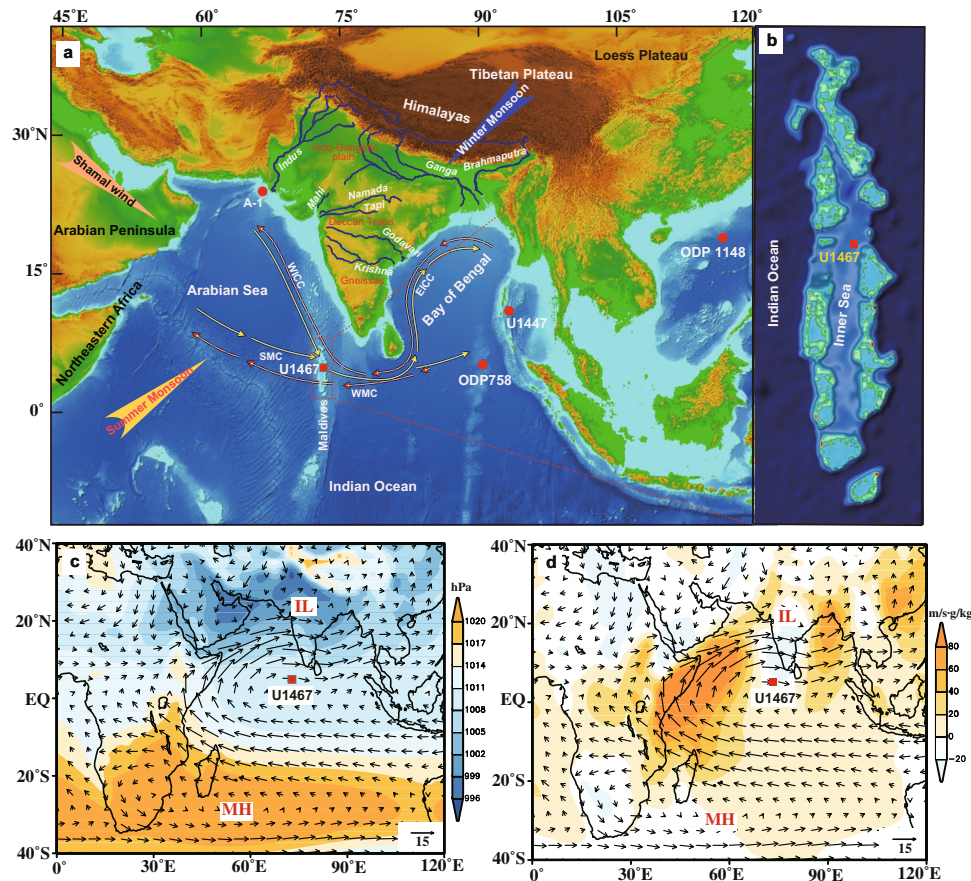 45°E 60° 75° 90° 105° 120°
a
Loess Plateau
Tibetan Plateau
Himalayas
Winter Monsoon
30°N
15°
0°
Shamal wind
Indus
Indo-Gangetic
plain
Ganga
Brahmaputra
A-1
Mahi
Namada
Tapi
Deccan Traps
Godavari
Krishna
Gneisses
Arabian Peninsula
Arabian Sea
Bay of Bengal
WICC
EICC
SMC
WMC
Northeastern Africa
Summer Monsoon
U1467
Maldives
Indian Ocean
ODP758
U1447
ODP 1148
b
Indian Ocean
U1467
Inner Sea
c
40°N
20°N
EQ
20°S
40°S
0° 30°E 60°E 90°E 120°E
IL
U1467
MH
15
hPa
1020
1017
1014
1011
1008
1005
1002
999
996
d
40°N
20°N
EQ
20°S
40°S
0° 30°E 60°E 90°E 120°E
IL
U1467
MH
15
m/s·g/kg
80
60
40
20
0
−20